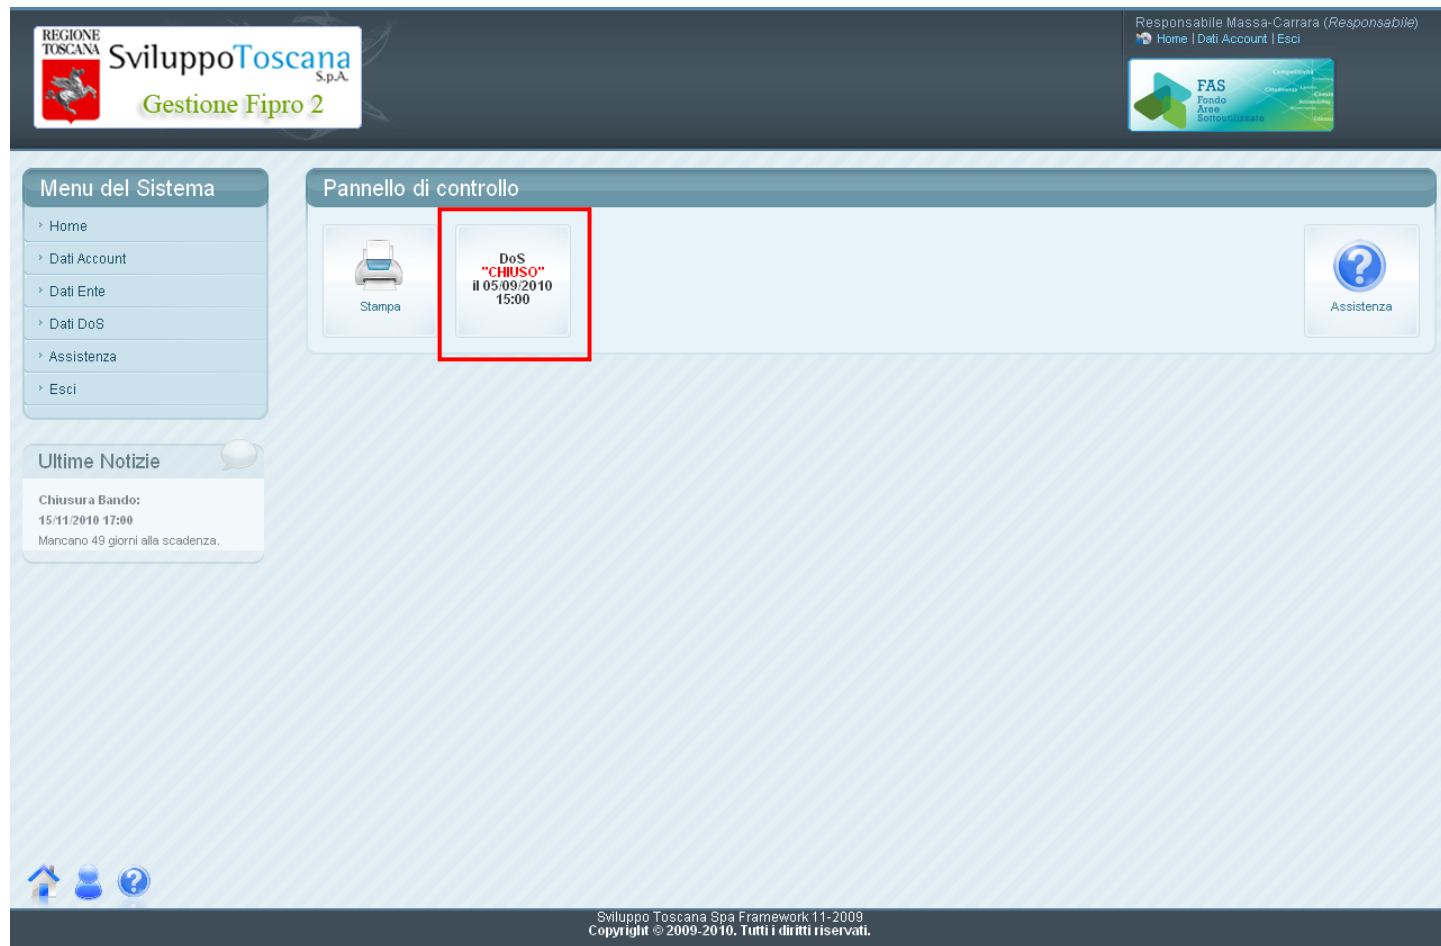 REGIONE
TOSCANA
SviluppoToscana
S.p.A.
Gestione Fipro 2
Responsabile Massa-Carrara (Responsabile)
Home | Dati Account | Esci
FAS
Fondo
Aree
Sottoutilizzate
Menu del Sistema
Home
Dati Account
Dati Ente
Dati DoS
Assistenza
Esci
Pannello di controllo
Stampa
DoS
"CHIUSO"
il 05/09/2010
15:00
Assistenza
Ultime Notizie
Chiusura Bando:
15/11/2010 17:00
Mancano 49 giorni alla scadenza.
Sviluppo Toscana Spa Framework 11-2009
Copyright © 2009-2010. Tutti i diritti riservati.